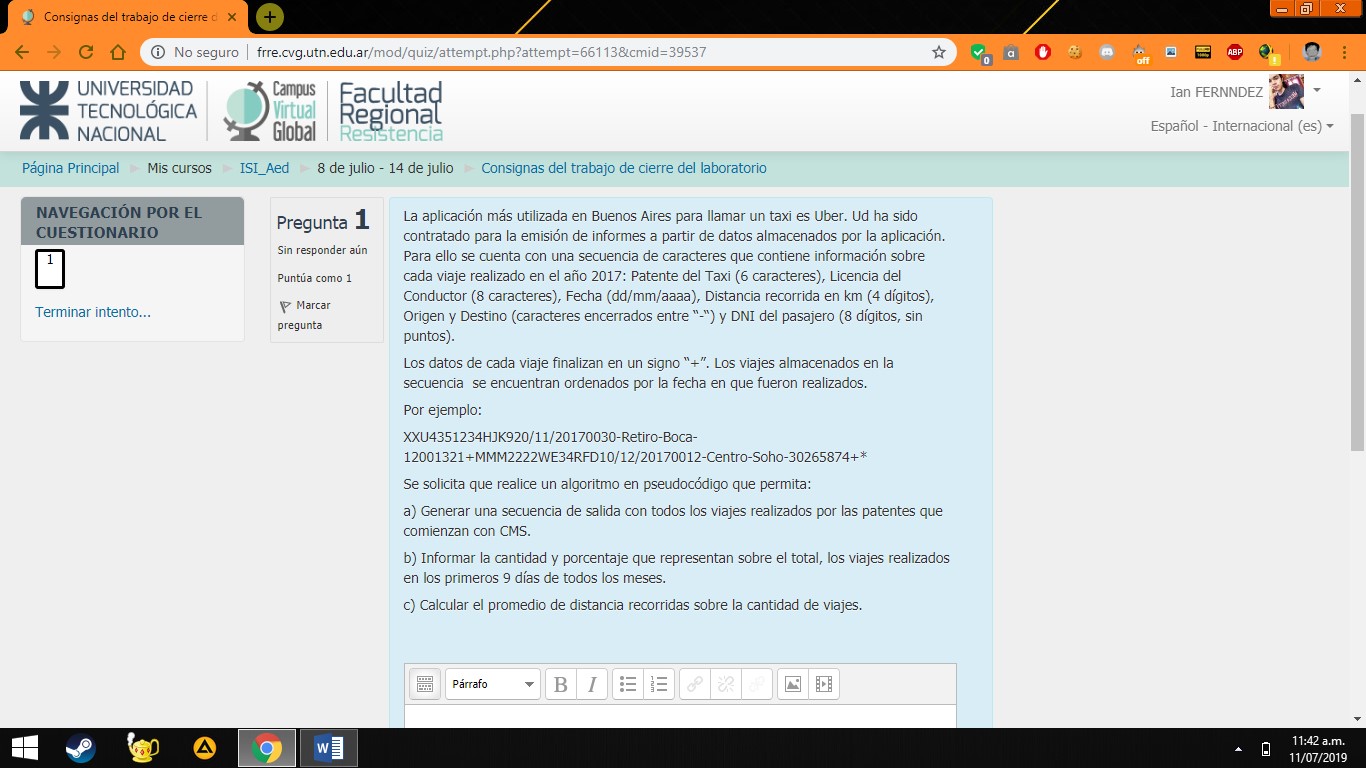 Consignas del trabajo de cierre d
No seguro
frre.cvg.utn.edu.ar/mod/quiz/attempt.php?attempt=66113&cmid=39537
0
a
off
ABP
UNIVERSIDAD
TECNOLÓGICA
NACIONAL
Campus
Virtual
Global
Facultad
Regional
Resistencia
Ian FERNNDEZ
Español - Internacional (es)
Página Principal Mis cursos ISI_Aed 8 de julio - 14 de julio Consignas del trabajo de cierre del laboratorio
NAVEGACIÓN POR EL
CUESTIONARIO
1
Terminar intento...
Pregunta 1
Sin responder aún
Puntúa como 1
Marcar
pregunta
La aplicación más utilizada en Buenos Aires para llamar un taxi es Uber. Ud ha sido
contratado para la emisión de informes a partir de datos almacenados por la aplicación.
Para ello se cuenta con una secuencia de caracteres que contiene información sobre
cada viaje realizado en el año 2017: Patente del Taxi (6 caracteres), Licencia del
Conductor (8 caracteres), Fecha (dd/mm/aaaa), Distancia recorrida en km (4 dígitos),
Origen y Destino (caracteres encerrados entre “-“) y DNI del pasajero (8 dígitos, sin
puntos).
Los datos de cada viaje finalizan en un signo “+”. Los viajes almacenados en la
secuencia se encuentran ordenados por la fecha en que fueron realizados.
Por ejemplo:
XXU4351234HJK920/11/20170030-Retiro-Boca-
12001321+MMM2222WE34RFD10/12/20170012-Centro-Soho-30265874+*
Se solicita que realice un algoritmo en pseudocódigo que permita:
a) Generar una secuencia de salida con todos los viajes realizados por las patentes que
comienzan con CMS.
b) Informar la cantidad y porcentaje que representan sobre el total, los viajes realizados
en los primeros 9 días de todos los meses.
c) Calcular el promedio de distancia recorridas sobre la cantidad de viajes.
Párrafo
B I
11:42 a.m.
11/07/2019